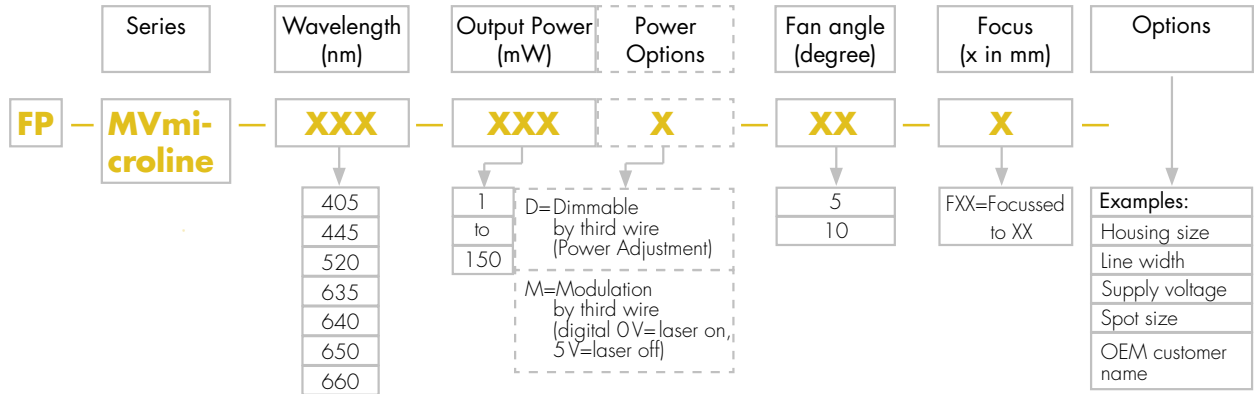 Series
Wavelength
(nm)
Output Power
(mW)
Power
Options
Fan angle
(degree)
Focus
(x in mm)
Options
FP — MVmi- — XXX — XXX X — XX — X —
croline
405
445
520
635
640
650
660
1
to
150
D=Dimmable
by third wire
(Power Adjustment)
M=Modulation
by third wire
(digital 0V=laser on,
5V=laser off)
5
10
FXX=Focussed
to XX
Examples:
Housing size
Line width
Supply voltage
Spot size
OEM customer
name